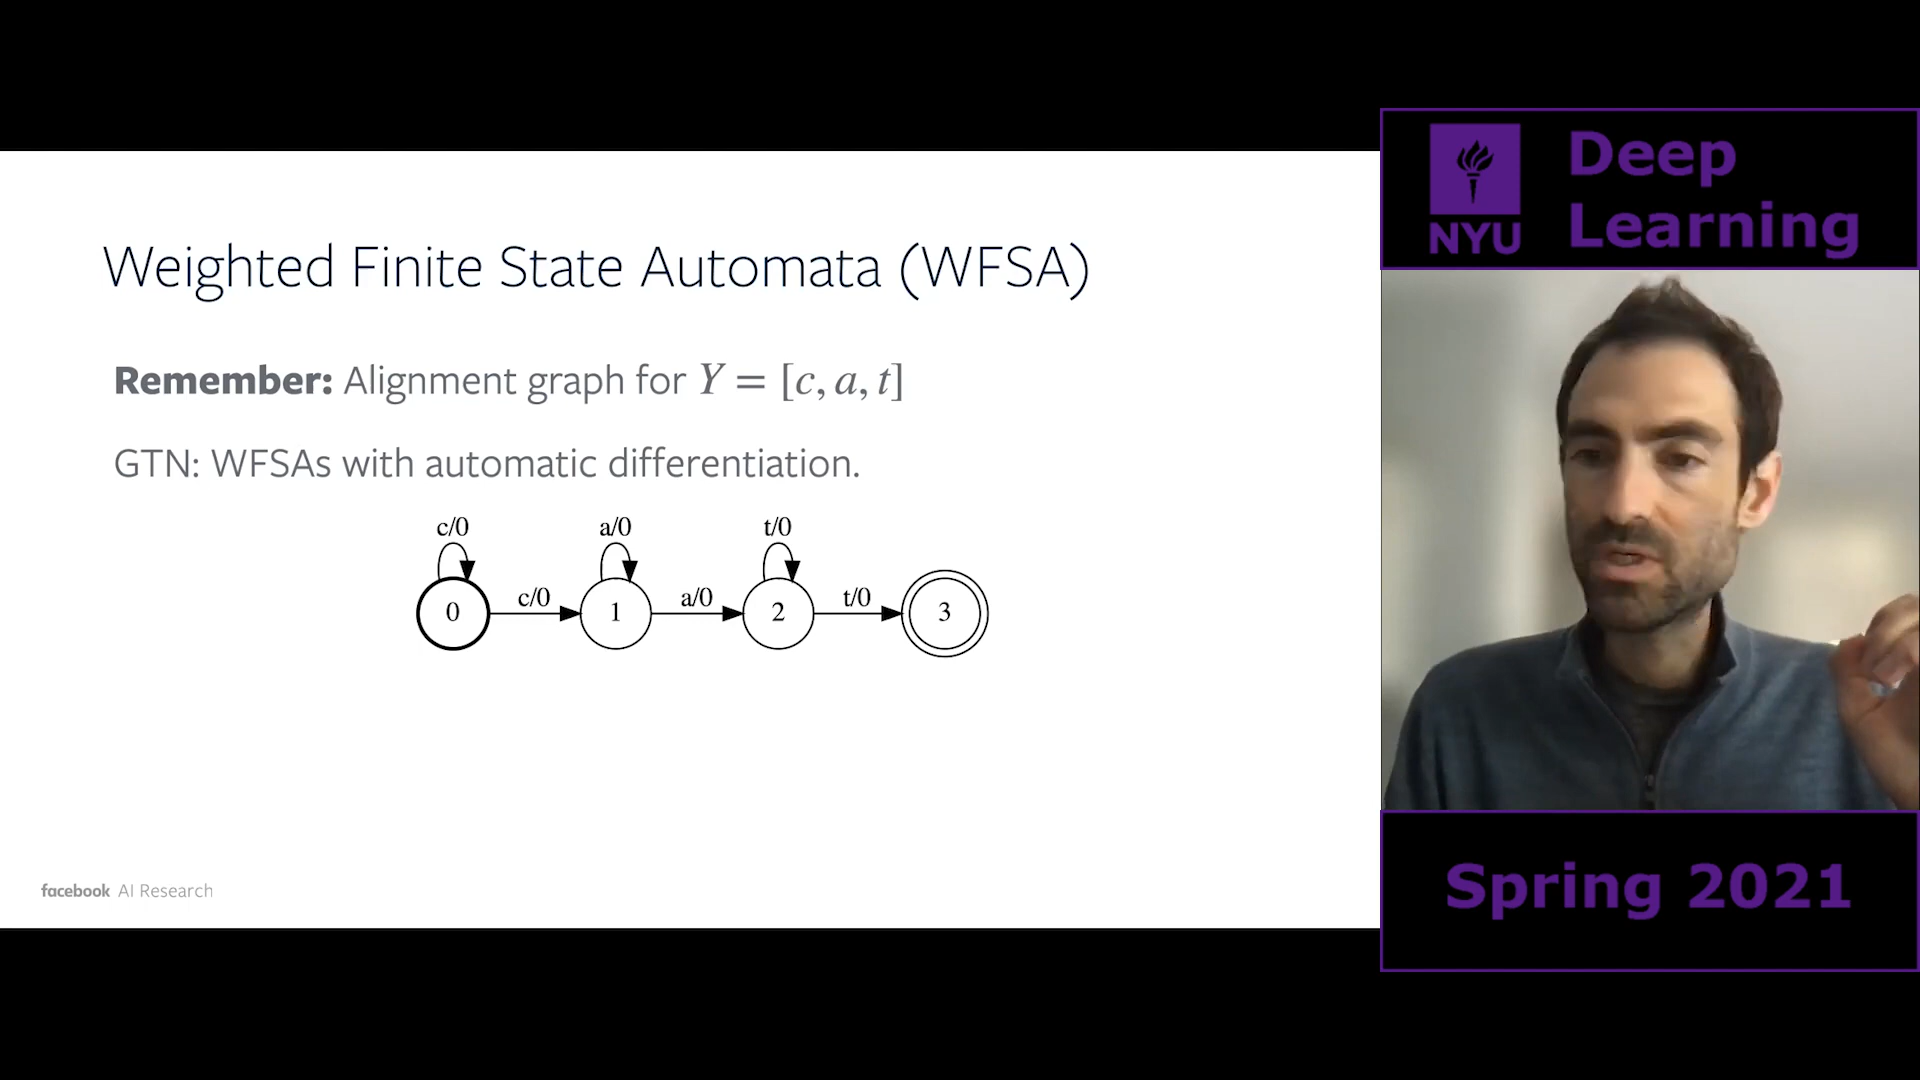 Weighted Finite State Automata (WFSA)
Remember: Alignment graph for Y = [c, a, t]
GTN: WFSAs with automatic differentiation.
c/0 a/0 t/0
0 c/0 1 a/0 2 t/0 3
facebook AI Research
NYU
Deep
Learning
Spring 2021